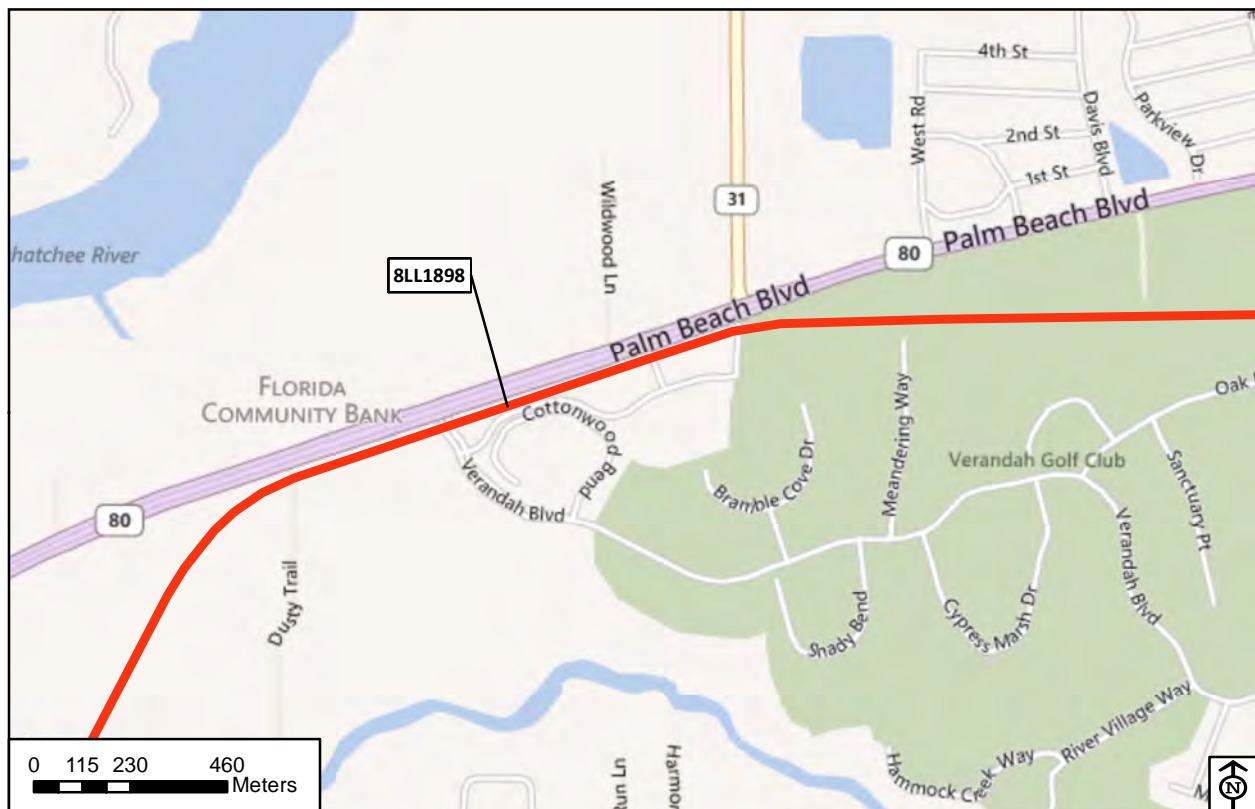 4th St
West Rd
Davis Blvd
Parkview Dr
2nd St
1st St
31
Wildwood Ln
Palm Beach Blvd
80
hatchee River
8LL1898
Palm Beach Blvd
FLORIDA
COMMUNITY BANK
Cottonwood Bend
Verandah Blvd
Meandering Way
Oak
Bramble Cove Dr
Verandah Golf Club
Sanctuary Pt
80
Dusty Trail
Shady Bend
Cypress Marsh Dr
Verandah Blvd
River Village Way
Hammock Creek Way
Run Ln
Harmon
M
0 115 230 460
Meters
N